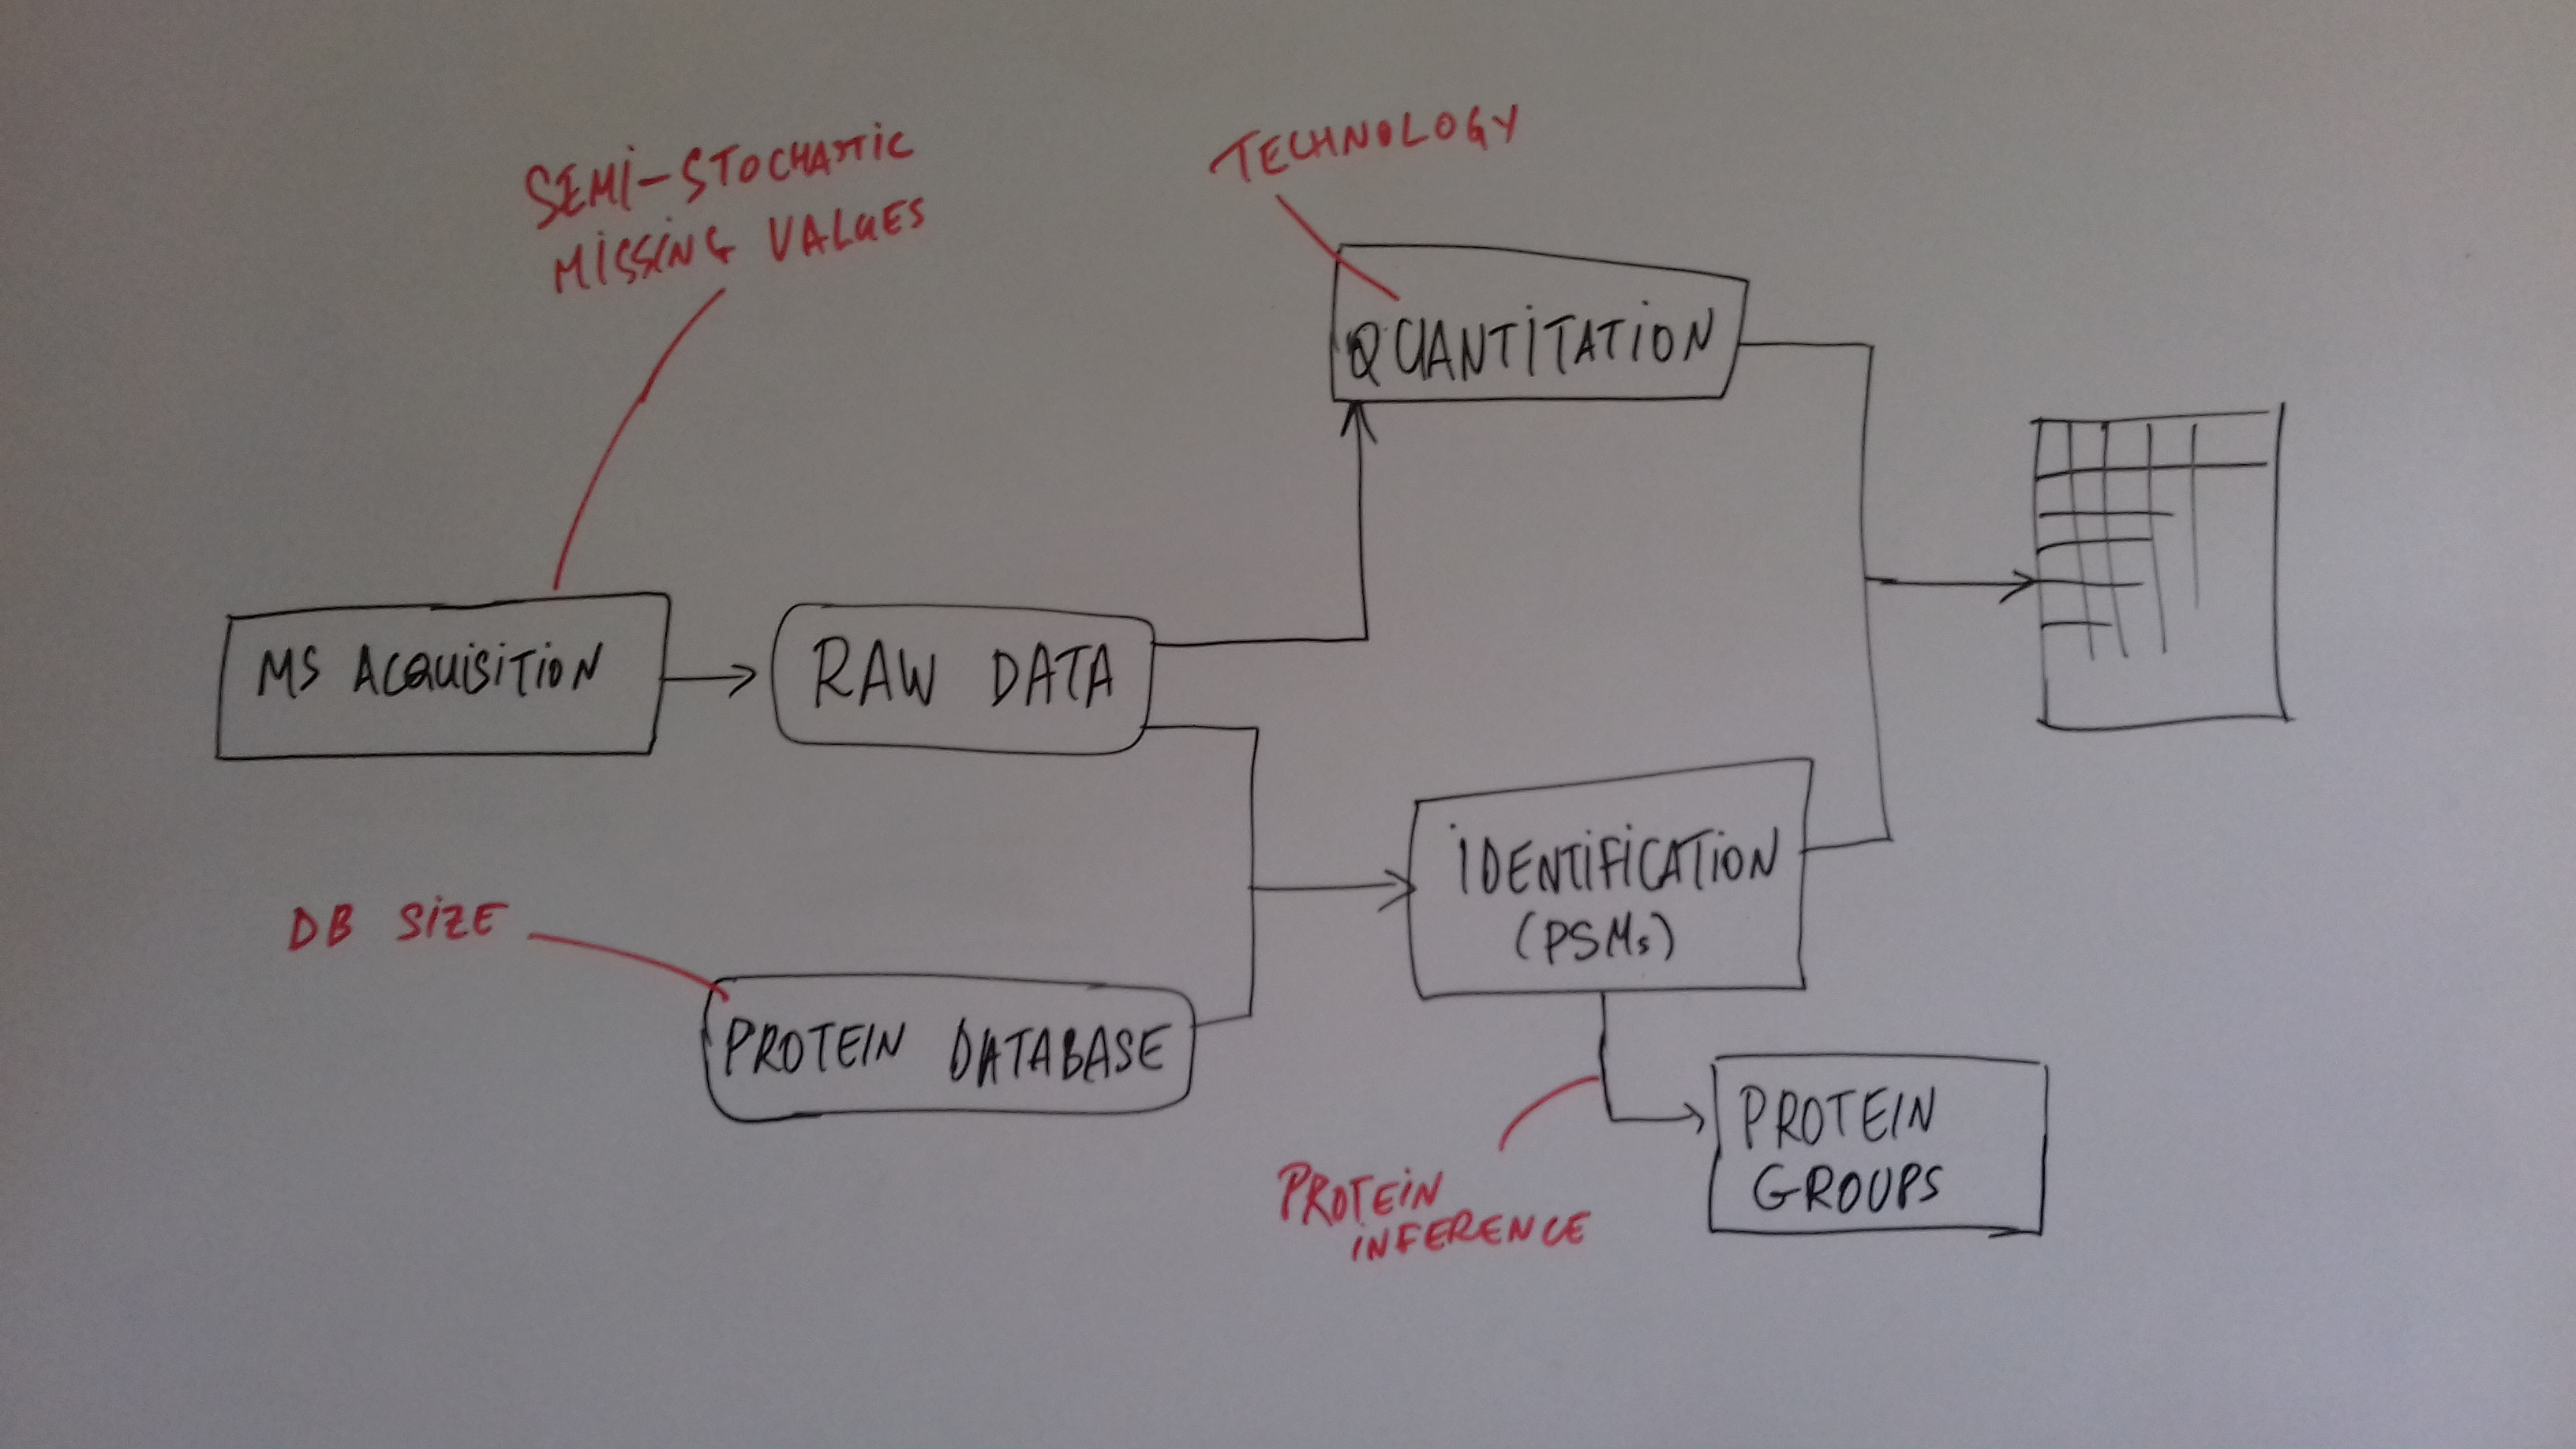 SEMI-STOCHASTIC
MISSING VALUES
TECHNOLOGY
QUANTITATION
MS ACQUISITION
RAW DATA
IDENTIFICATION
(PSMs)
DB SIZE
PROTEIN DATABASE
PROTEIN
INFERENCE
PROTEIN
GROUPS